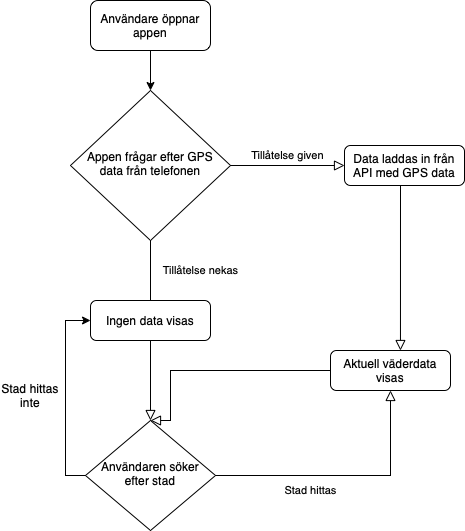 Användare öppnar
appen
Appen frågar efter GPS
data från telefonen
Tillåtelse given
Data laddas in från
API med GPS data
Tillåtelse nekas
Ingen data visas
Aktuell väderdata
visas
Stad hittas
inte
Användaren söker
efter stad
Stad hittas